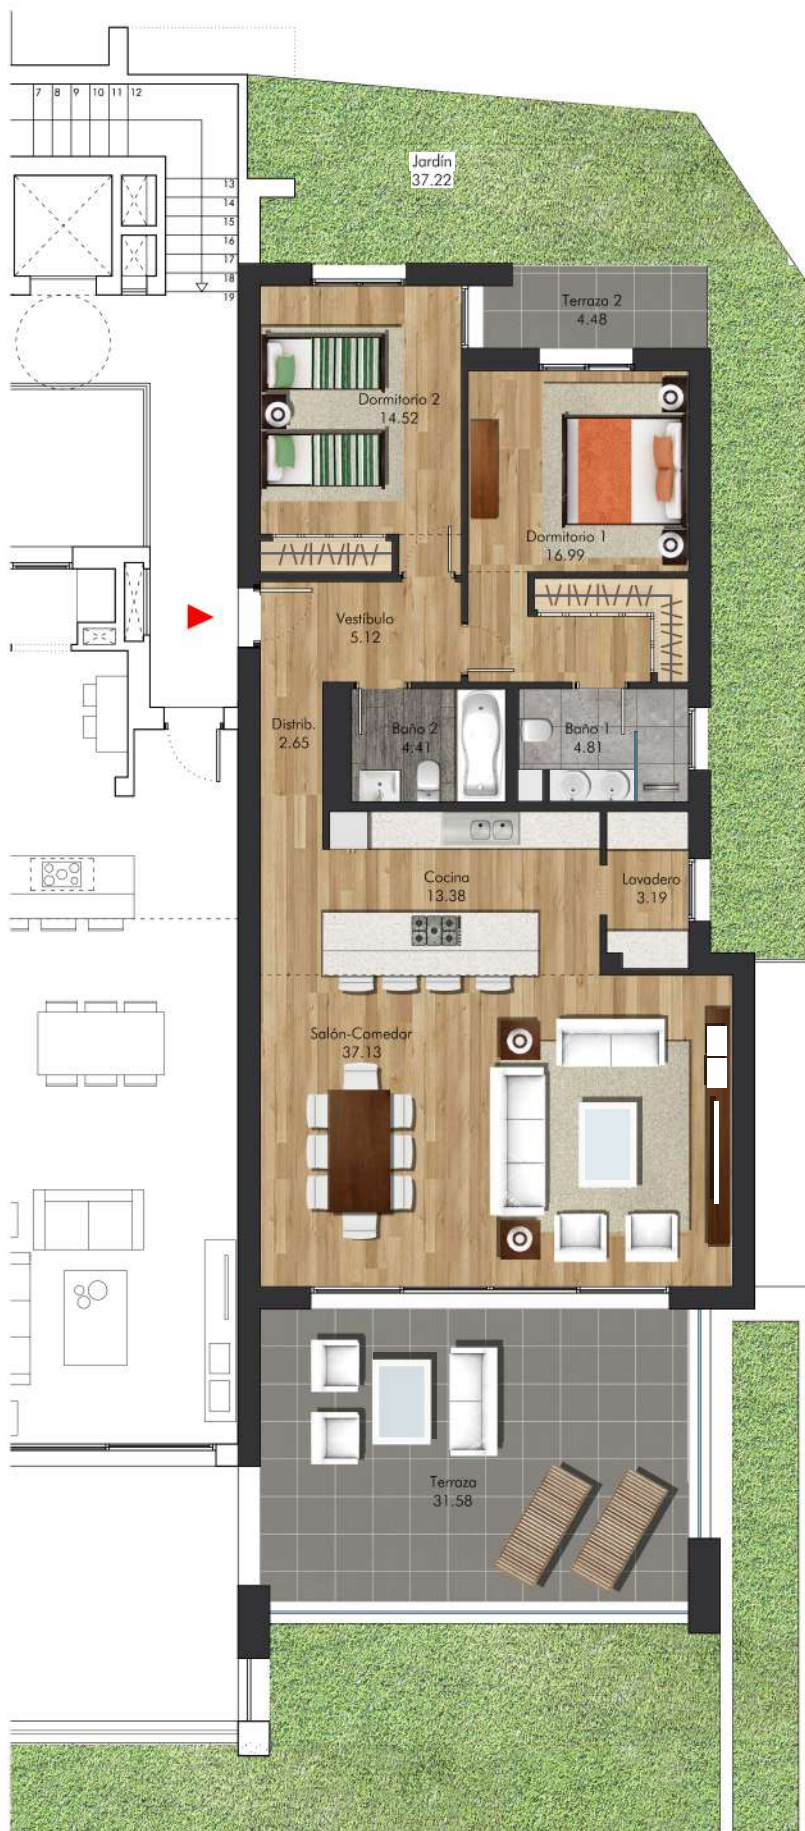 7 8 9 10 11 12
Jardín
37.22
13
14
15
16
17
18
19
Terraza 2
4.48
Dormitorio 2
14.52
Dormitorio 1
16.99
Vestíbulo
5.12
Distrib.
2.65
Baño 2
4.41
Baño 1
4.81
Cocina
13.38
Lavadero
3.19
Salón-Comedor
37.13
Terraza
31.58